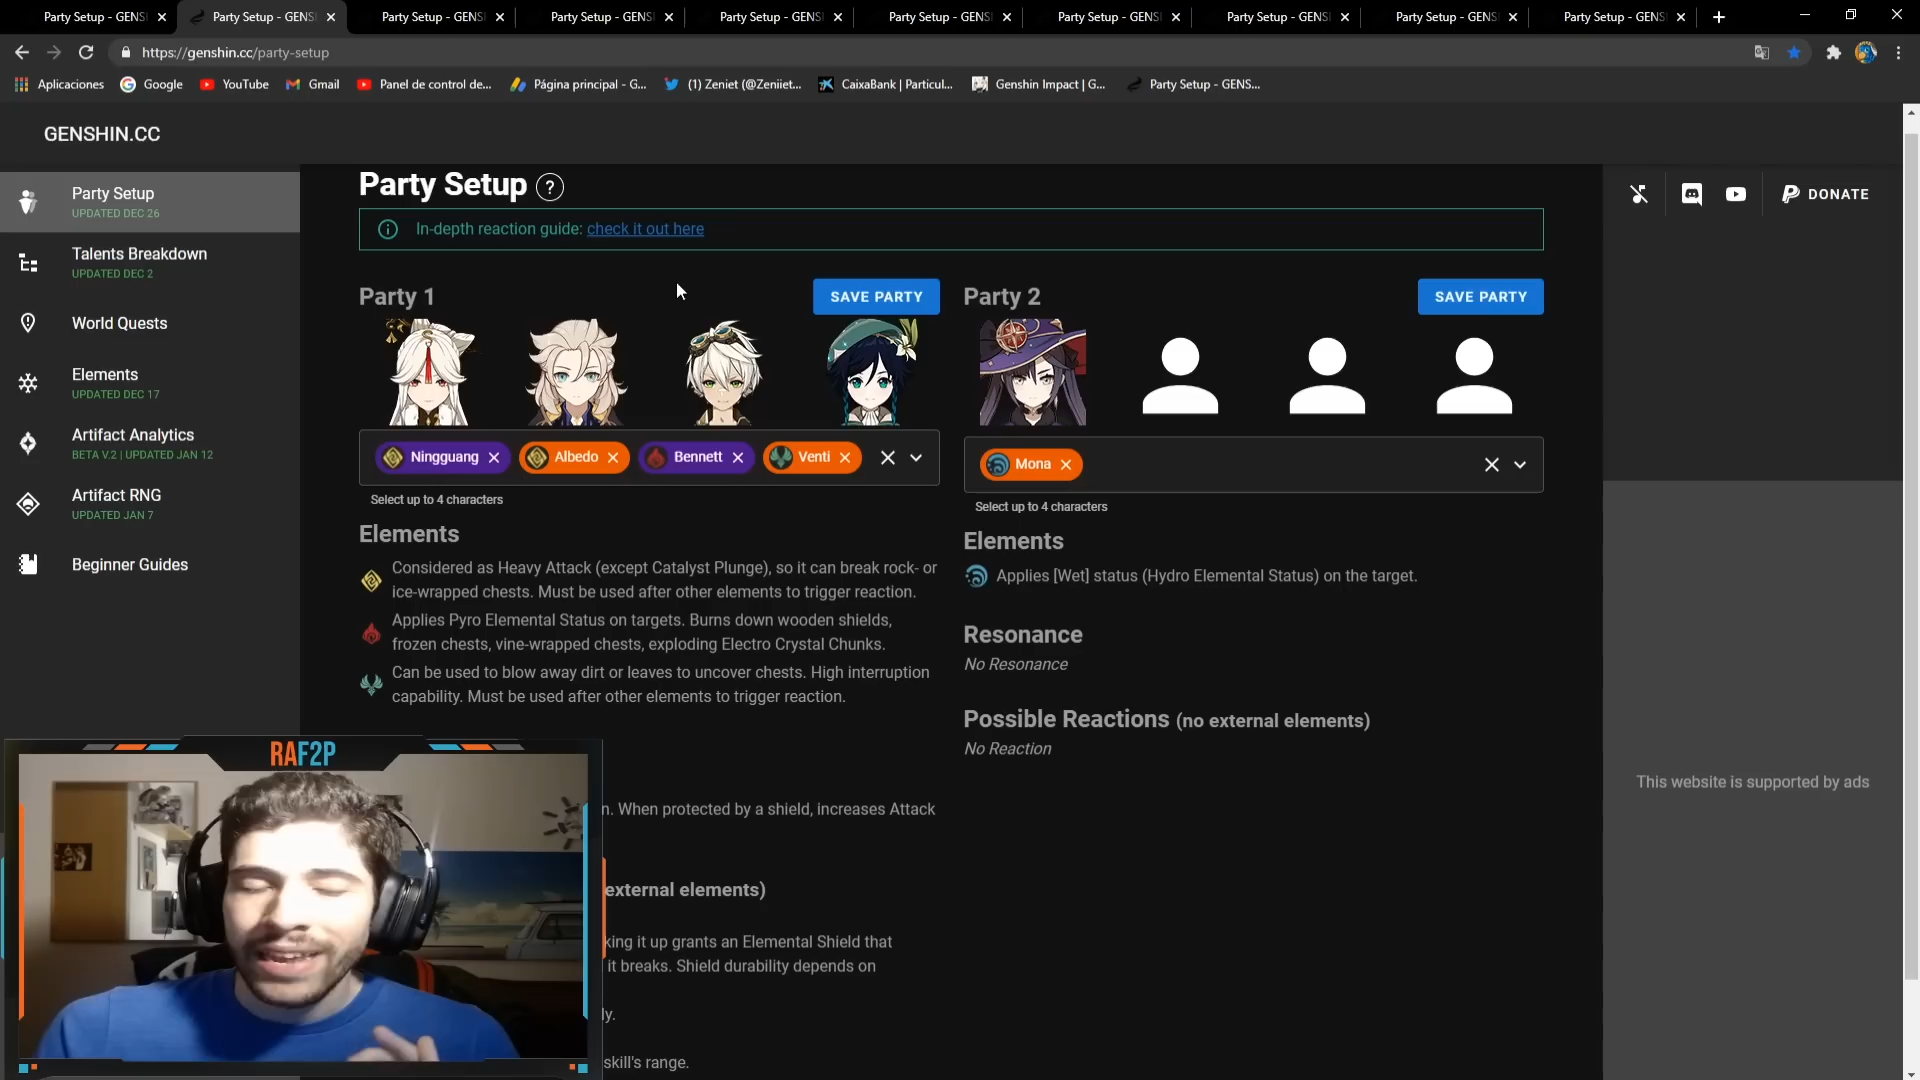 Party Setup - GENS
Party Setup - GENS
Party Setup - GENS
Party Setup - GENS
Party Setup - GENS
Party Setup - GENS
Party Setup - GENS
Party Setup - GENS
Party Setup - GENS
Party Setup - GENS
https://genshin.cc/party-setup
Aplicaciones
Google
YouTube
Gmail
Panel de control de...
Página principal - G...
(1) Zeniet (@Zeniiet...
CaixaBank | Particul...
Genshin Impact | G...
Party Setup - GENS...
GENSHIN.CC
Party Setup
UPDATED DEC 26
Talents Breakdown
UPDATED DEC 2
World Quests
Elements
UPDATED DEC 17
Artifact Analytics
BETA V.2 | UPDATED JAN 12
Artifact RNG
UPDATED JAN 7
Beginner Guides
Party Setup ?
In-depth reaction guide: check it out here
DONATE
Party 1
SAVE PARTY
Ningguang
Albedo
Bennett
Venti
Select up to 4 characters
Elements
Considered as Heavy Attack (except Catalyst Plunge), so it can break rock- or
ice-wrapped chests. Must be used after other elements to trigger reaction.
Applies Pyro Elemental Status on targets. Burns down wooden shields,
frozen chests, vine-wrapped chests, exploding Electro Crystal Chunks.
Can be used to blow away dirt or leaves to uncover chests. High interruption
capability. Must be used after other elements to trigger reaction.
n. When protected by a shield, increases Attack
external elements)
king it up grants an Elemental Shield that
it breaks. Shield durability depends on
ly.
skill's range.
Party 2
SAVE PARTY
Mona
Select up to 4 characters
Elements
Applies [Wet] status (Hydro Elemental Status) on the target.
Resonance
No Resonance
Possible Reactions (no external elements)
No Reaction
This website is supported by ads
RAF2P